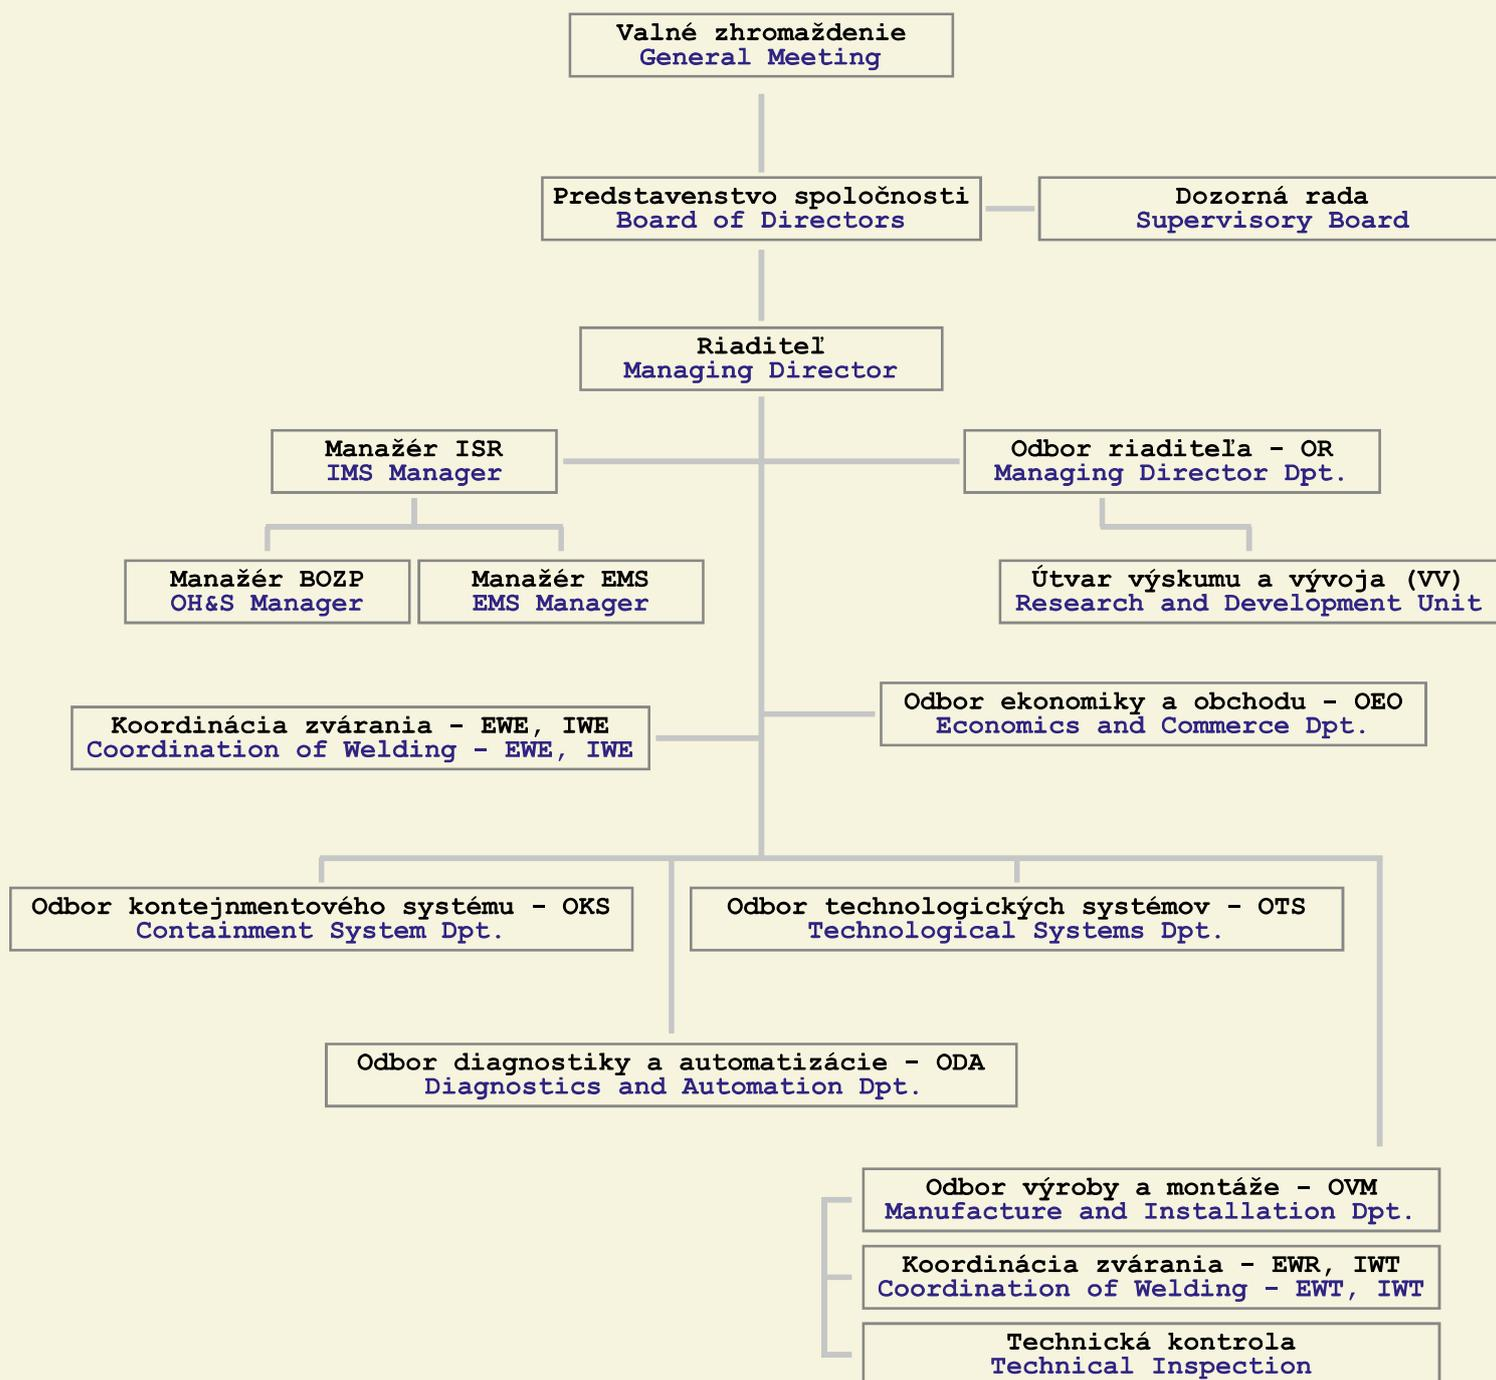 Valné zhromaždenie
General Meeting
Predstavenstvo spoločnosti
Board of Directors
Dozorná rada
Supervisory Board
Riaditeľ
Managing Director
Manažér ISR
IMS Manager
Odbor riaditeľa - OR
Managing Director Dpt.
Manažér BOZP
OH&S Manager
Manažér EMS
EMS Manager
Útvar výskumu a vývoja (VV)
Research and Development Unit
Odbor ekonomiky a obchodu - OEO
Economics and Commerce Dpt.
Koordinácia zvárania - EWE, IWE
Coordination of Welding - EWE, IWE
Odbor kontejnmentového systému - OKS
Containment System Dpt.
Odbor technologických systémov - OTS
Technological Systems Dpt.
Odbor diagnostiky a automatizácie - ODA
Diagnostics and Automation Dpt.
Odbor výroby a montáže - OVM
Manufacture and Installation Dpt.
Koordinácia zvárania - EWR, IWT
Coordination of Welding - EWT, IWT
Technická kontrola
Technical Inspection